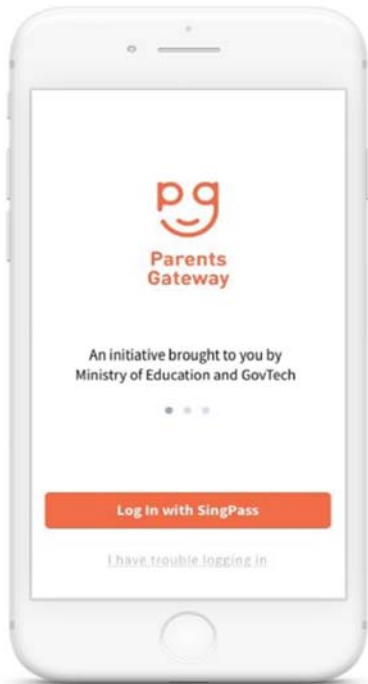 pg
Parents
Gateway
An initiative brought to you by
Ministry of Education and GovTech
Log In with SingPass
I have trouble logging in